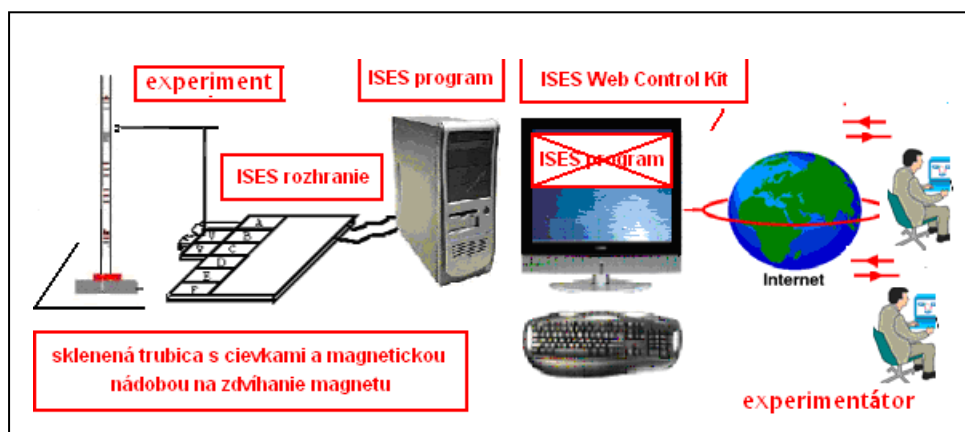 experiment
ISES program
ISES Web Control Kit
ISES program
ISES rozhranie
A
V
B
P
C
D
E
F
Internet
sklenená trubica s cievkami a magnetickou
nádobou na zdvíhanie magnetu
experimentátor